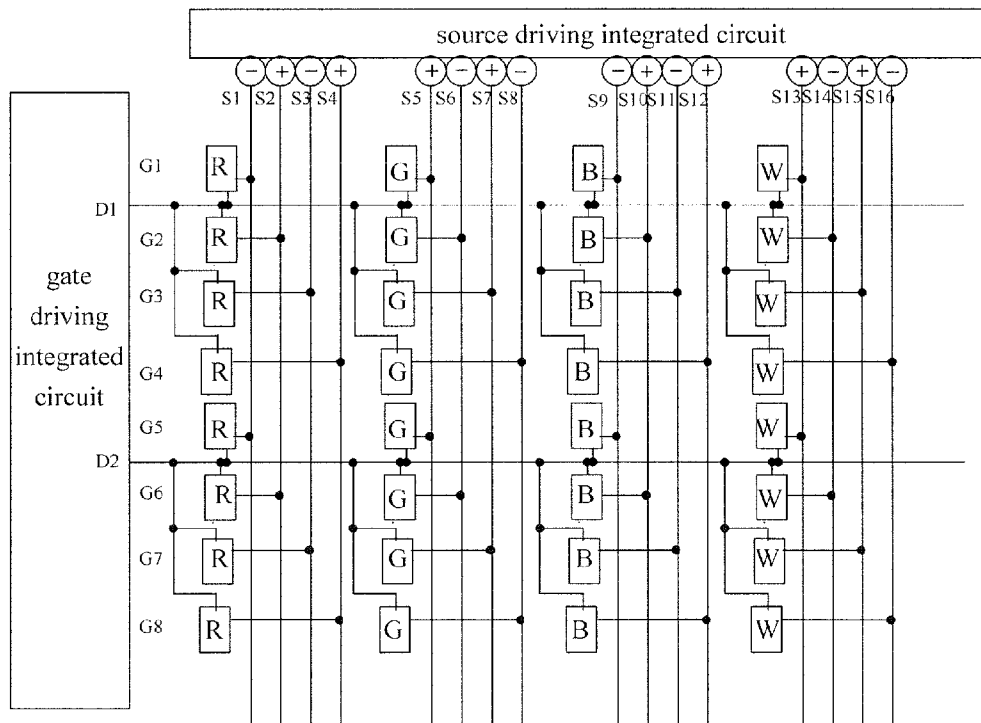 source driving integrated circuit
− + − + + − + − − + − + + − + −
S1 S2 S3 S4 S5 S6 S7 S8 S9 S10 S11 S12 S13 S14 S15 S16
G1 R G B W
D1
G2 R G B W
G3 R G B W
G4 R G B W
G5 R G B W
D2
G6 R G B W
G7 R G B W
G8 R G B W
gate
driving
integrated
circuit